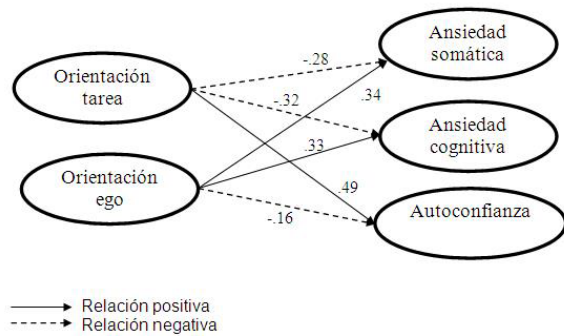 Orientación
tarea
Orientación
ego
-.28
-.32
.34
.33
.49
-.16
Ansiedad
somática
Ansiedad
cognitiva
Autoconfianza
Relación positiva
Relación negativa